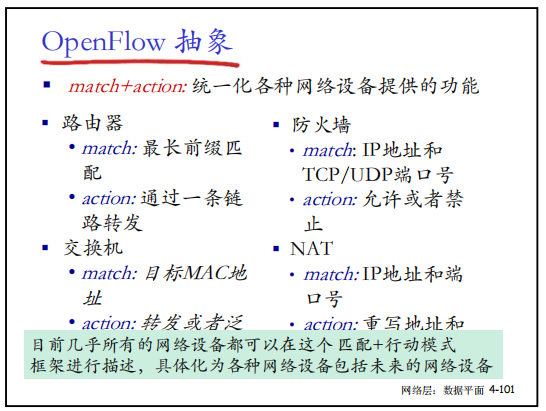 OpenFlow 抽象
▪ match+action: 统一化各种网络设备提供的功能
▪ 路由器
• match: 最长前缀匹
配
• action: 通过一条链
路转发
▪ 交换机
• match: 目标MAC地
址
• action: 转发或者泛
▪ 防火墙
• match: IP地址和
TCP/UDP端口号
• action: 允许或者禁
止
▪ NAT
• match: IP地址和端
口号
• action: 重写地址和
目前几乎所有的网络设备都可以在这个 匹配+行动模式
框架进行描述，具体化为各种网络设备包括未来的网络设备
网络层：数据平面 4-101